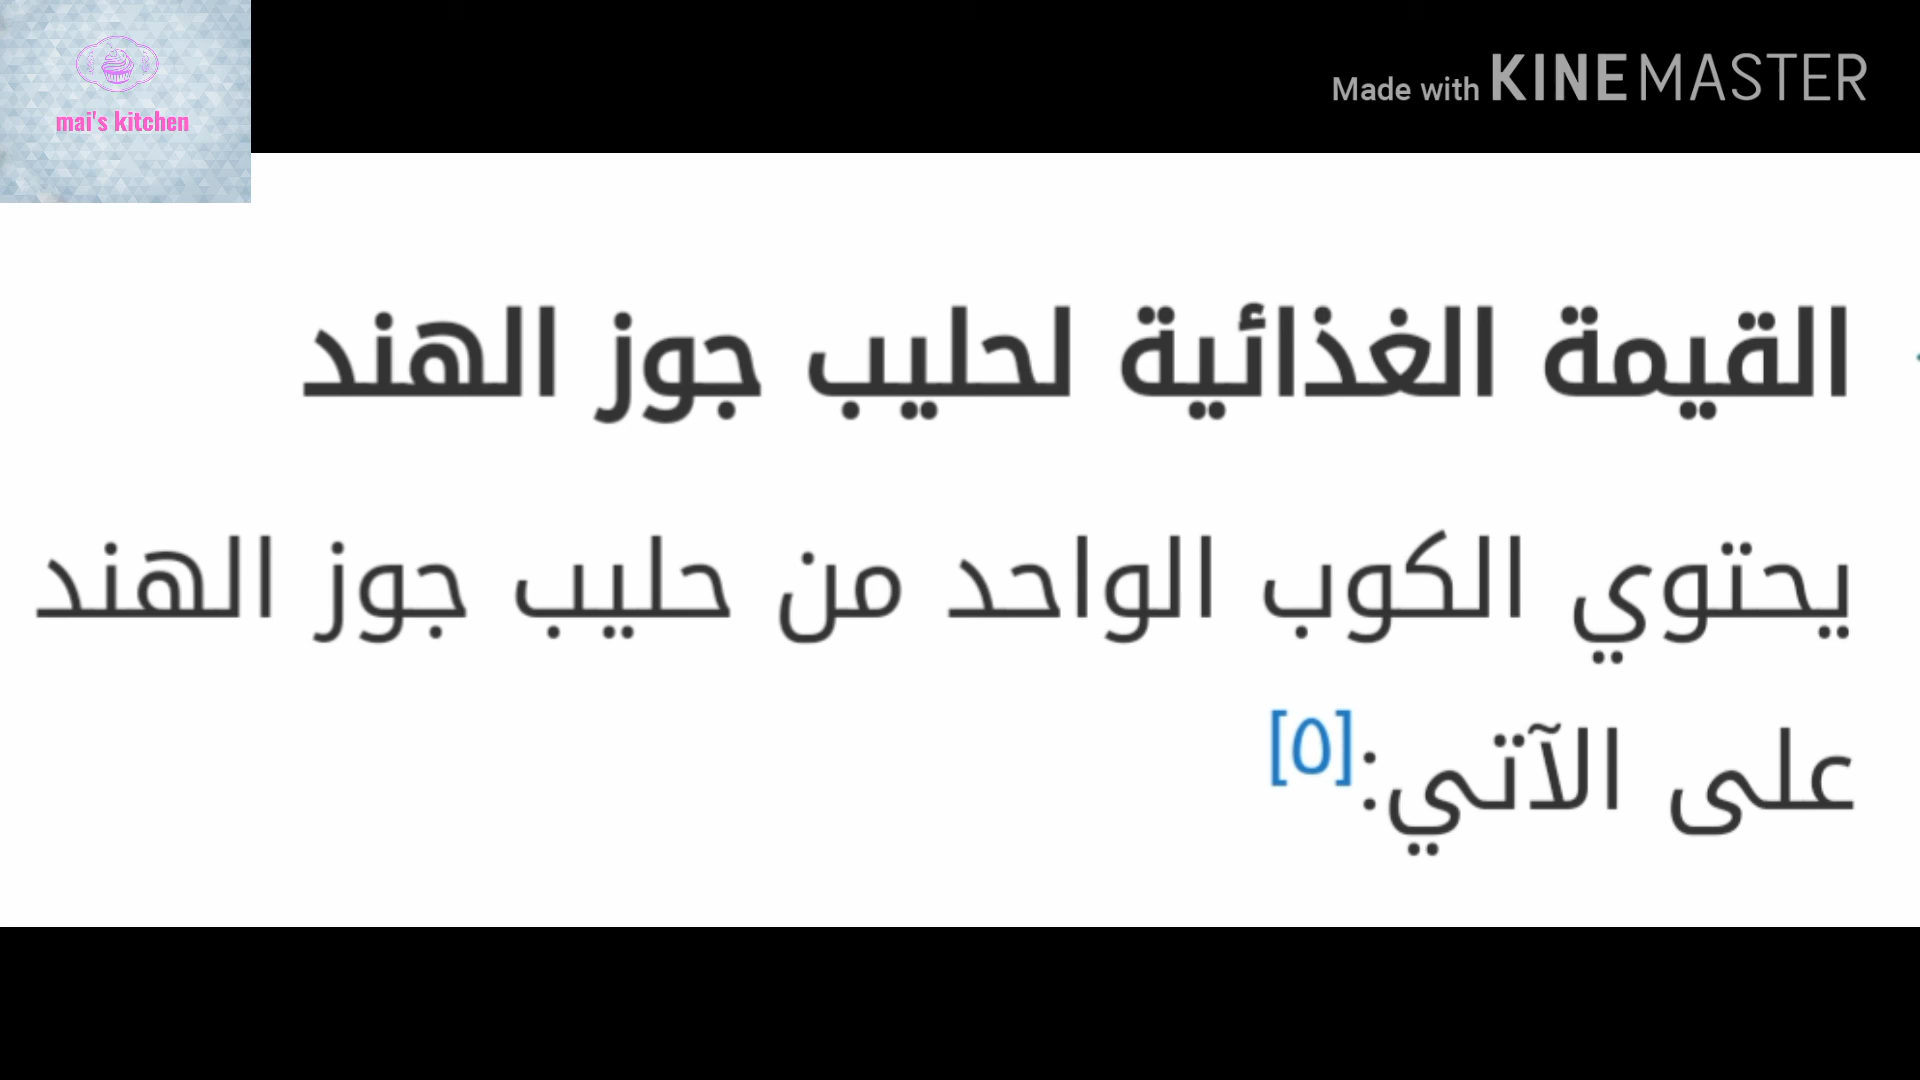 mai's kitchen
Made with KINEMASTER
القيمة الغذائية لحليب جوز الهند
يحتوي الكوب الواحد من حليب جوز الهند
على الآتي:[٥]